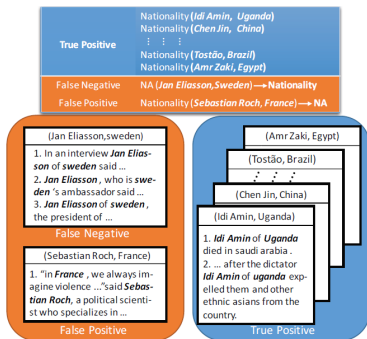 True Positive
Nationality(Idi Amin, Uganda)
Nationality(Chen Jin, China)
⋮ ⋮ ⋮
Nationality(Tostão, Brazil)
Nationality(Amr Zaki, Egypt)
False Negative NA (Jan Eliasson,Sweden)→Nationality
False Positive Nationality(Sebastian Roch, France)→NA
(Jan Eliasson,sweden)
1. In an interview Jan Elias-
son of sweden said ...
2. Jan Eliasson , who is swe-
den 's ambassador said ...
3. Jan Eliasson of sweden ,
the president of ...
False Negative
(Sebastian Roch, France)
1. “in France , we always im-
agine violence ...”said Sebas-
tian Roch, a political scienti-
st who specializes in ...
False Positive
(Amr Zaki, Egypt)
(Tostão, Brazil)
(Chen Jin, China)
(Idi Amin, Uganda)
1. Idi Amin of Uganda
died in saudi arabia .
2. ... after the dictator
Idi Amin of uganda exp-
elled them and other
ethnic asians from the
country.
True Positive